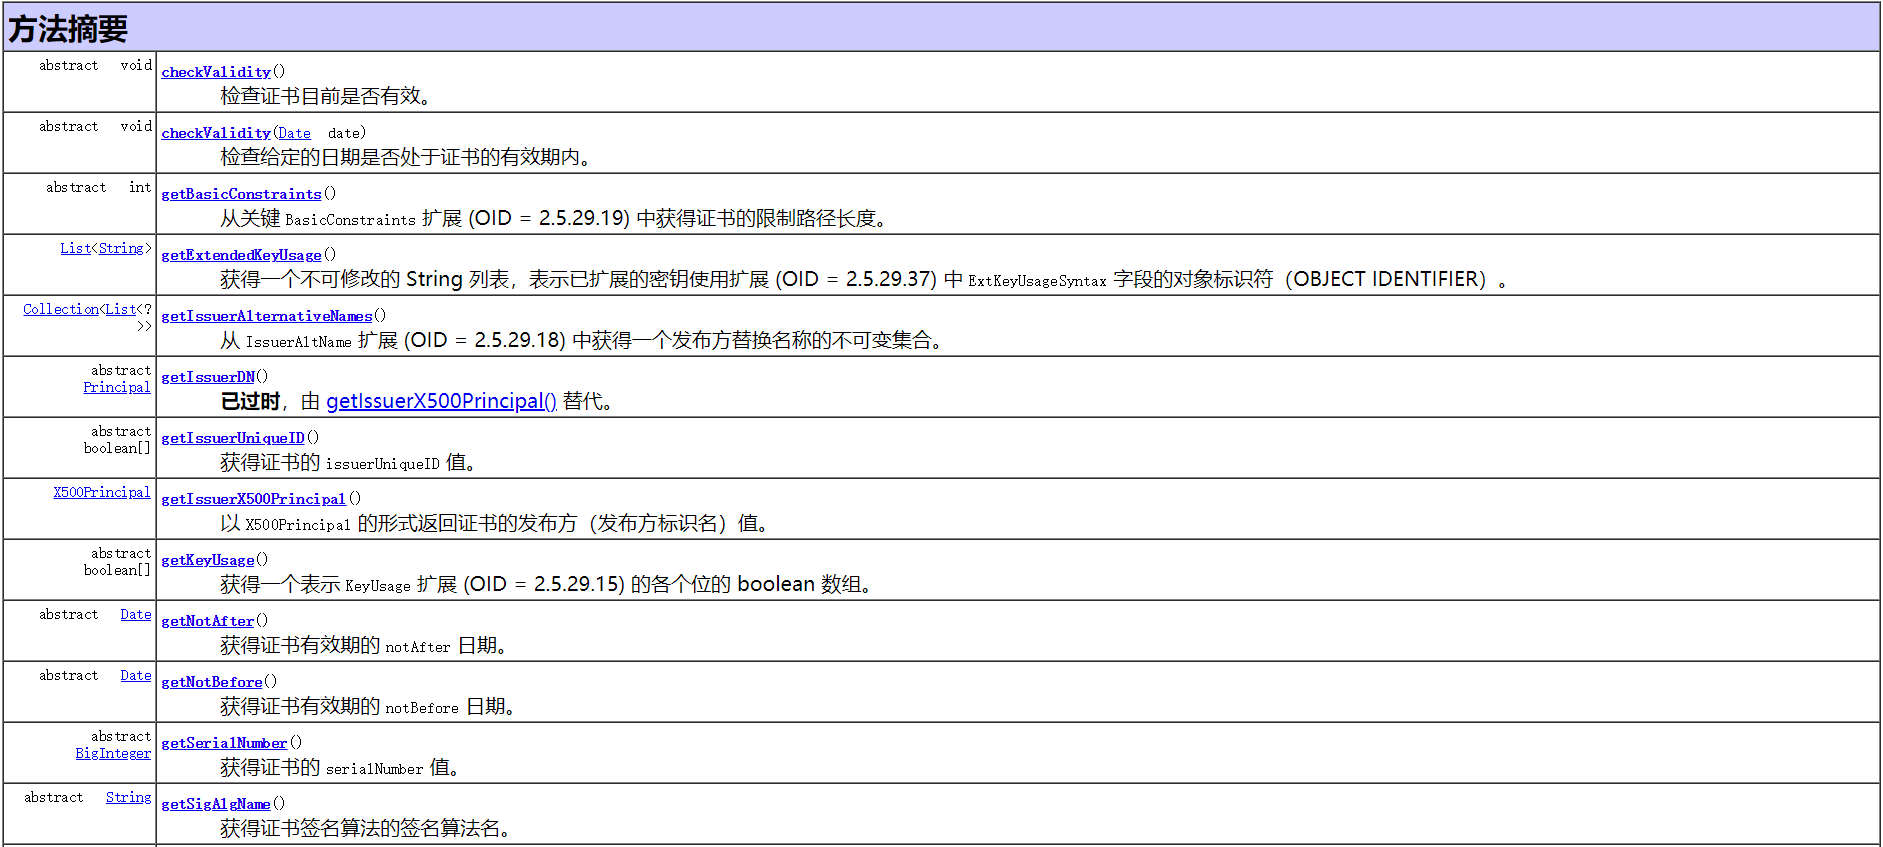 方法摘要
abstract void checkValidity()
检查证书目前是否有效。
abstract void checkValidity(Date date)
检查给定的日期是否处于证书的有效期内。
abstract int getBasicConstraints()
从关键 BasicConstraints 扩展 (OID = 2.5.29.19) 中获得证书的限制路径长度。
List<String> getExtendedKeyUsage()
获得一个不可修改的 String 列表，表示已扩展的密钥使用扩展 (OID = 2.5.29.37) 中 ExtKeyUsageSyntax 字段的对象标识符（OBJECT IDENTIFIER）。
Collection<List<?
>> getIssuerAlternativeNames()
从 IssuerAltName 扩展 (OID = 2.5.29.18) 中获得一个发布方替换名称的不可变集合。
abstract
Principal getIssuerDN()
已过时，由 getIssuerX500Principal() 替代。
abstract
boolean[] getIssuerUniqueID()
获得证书的 issuerUniqueID 值。
X500Principal getIssuerX500Principal()
以 X500Principal 的形式返回证书的发布方（发布方标识名）值。
abstract
boolean[] getKeyUsage()
获得一个表示 KeyUsage 扩展 (OID = 2.5.29.15) 的各个位的 boolean 数组。
abstract Date getNotAfter()
获得证书有效期的 notAfter 日期。
abstract Date getNotBefore()
获得证书有效期的 notBefore 日期。
abstract
BigInteger getSerialNumber()
获得证书的 serialNumber 值。
abstract String getSigAlgName()
获得证书签名算法的签名算法名。